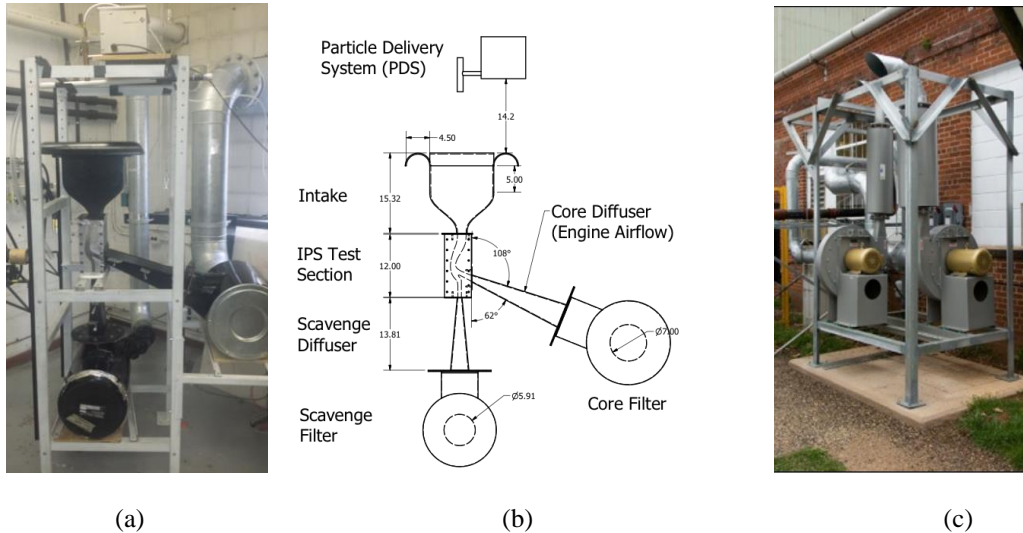 Particle Delivery
System (PDS)
14.2
4.50
5.00
Intake
15.32
Core Diffuser
(Engine Airflow)
IPS Test
Section
12.00
108°
62°
Scavenge
Diffuser
13.81
Ø7.00
Ø5.91
Core Filter
Scavenge
Filter
(a)
(b)
(c)